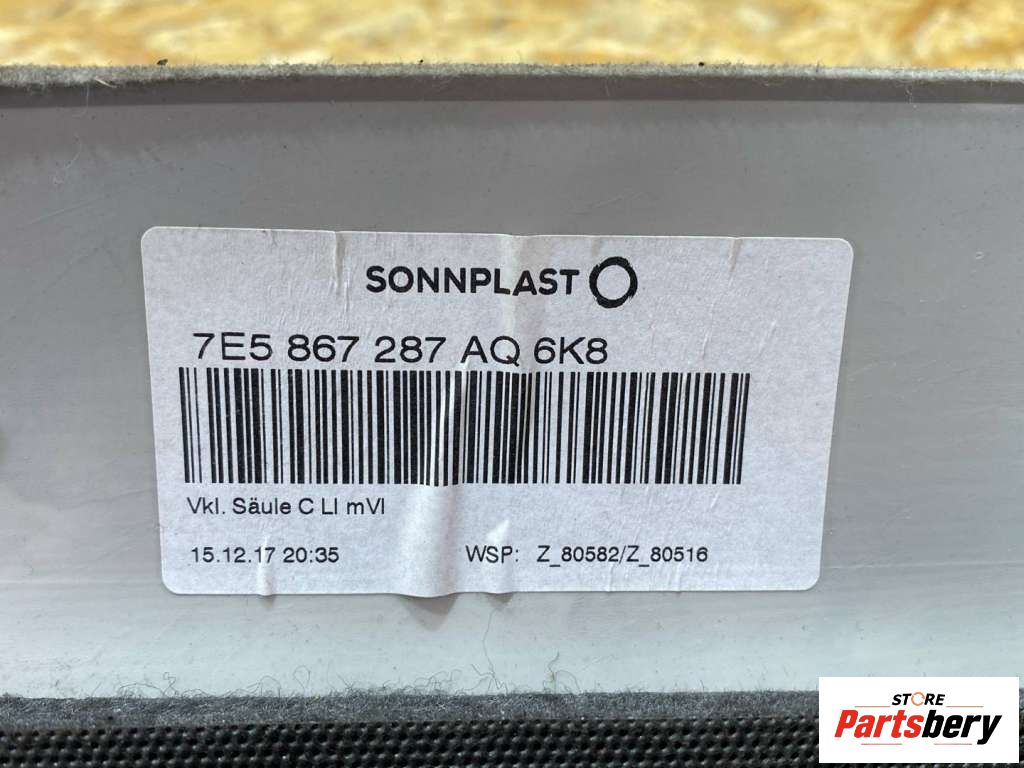 SONNPLAST
7E5 867 287 AQ 6K8
Vkl. Säule C LI mVl
15.12.17 20:35 WSP: Z_80582/Z_80516
STORE
Partsbery